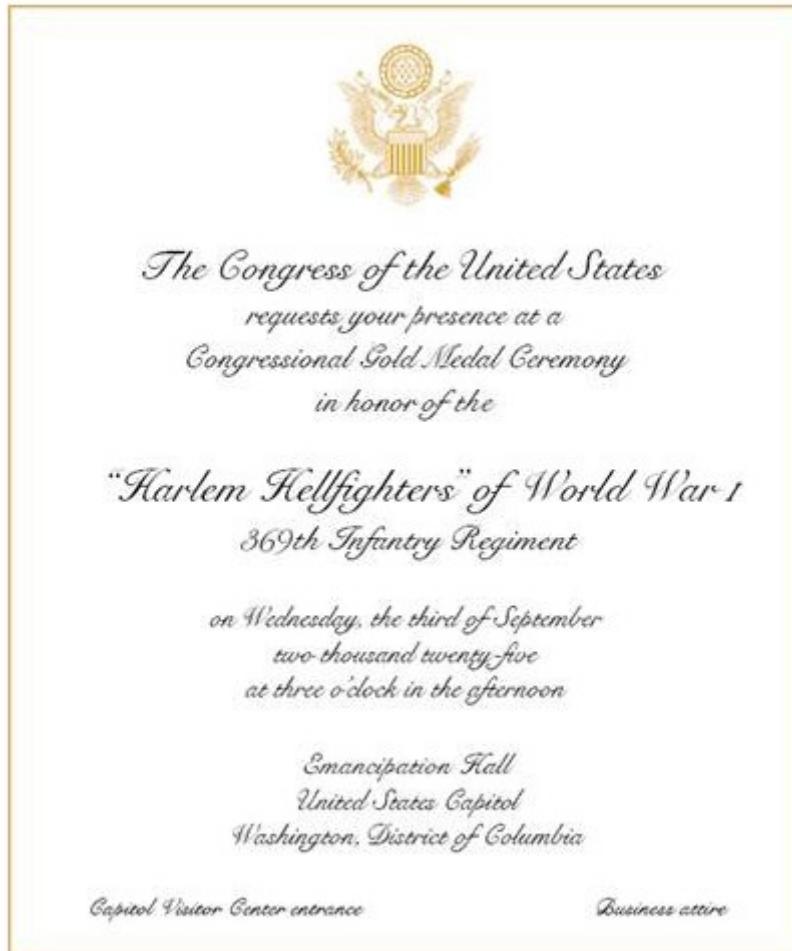 The Congress of the United States
requests your presence at a
Congressional Gold Medal Ceremony
in honor of the
“Harlem Hellfighters” of World War I
369th Infantry Regiment
on Wednesday, the third of September
two thousand twenty-five
at three o'clock in the afternoon
Emancipation Hall
United States Capitol
Washington, District of Columbia
Capitol Visitor Center entrance
Business attire